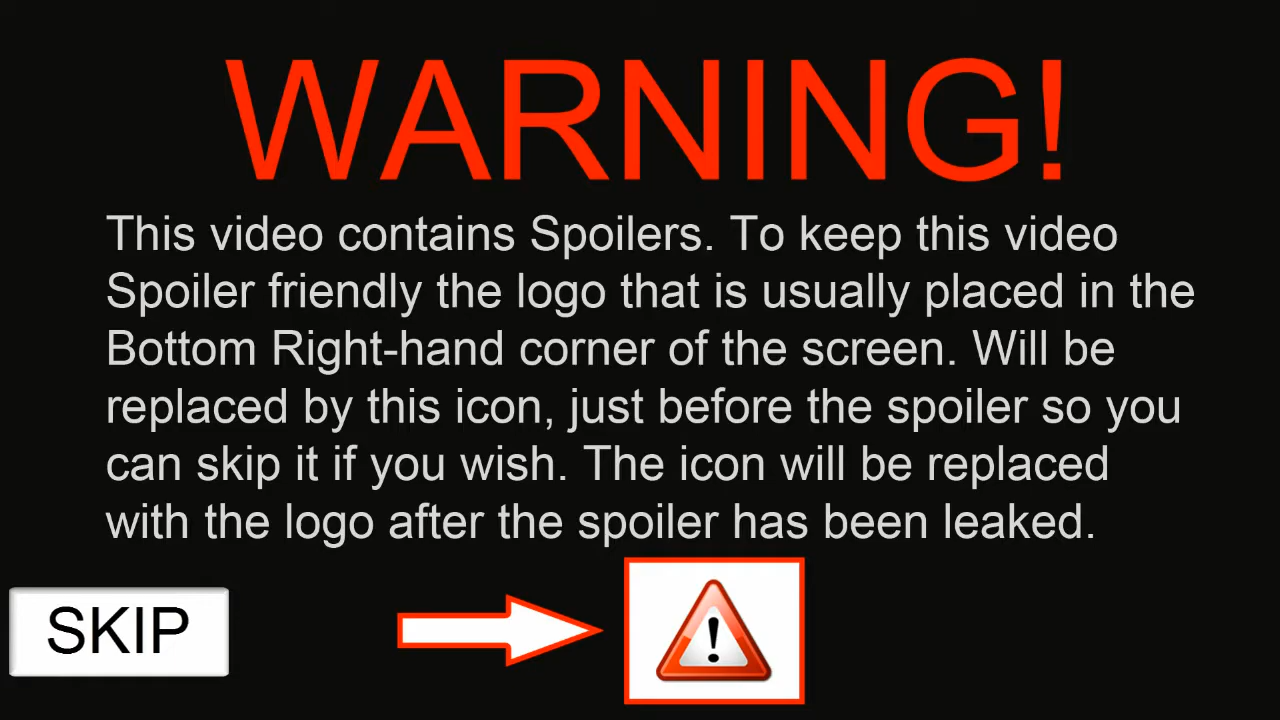 WARNING!
This video contains Spoilers. To keep this video
Spoiler friendly the logo that is usually placed in the
Bottom Right-hand corner of the screen. Will be
replaced by this icon, just before the spoiler so you
can skip it if you wish. The icon will be replaced
with the logo after the spoiler has been leaked.
SKIP
!